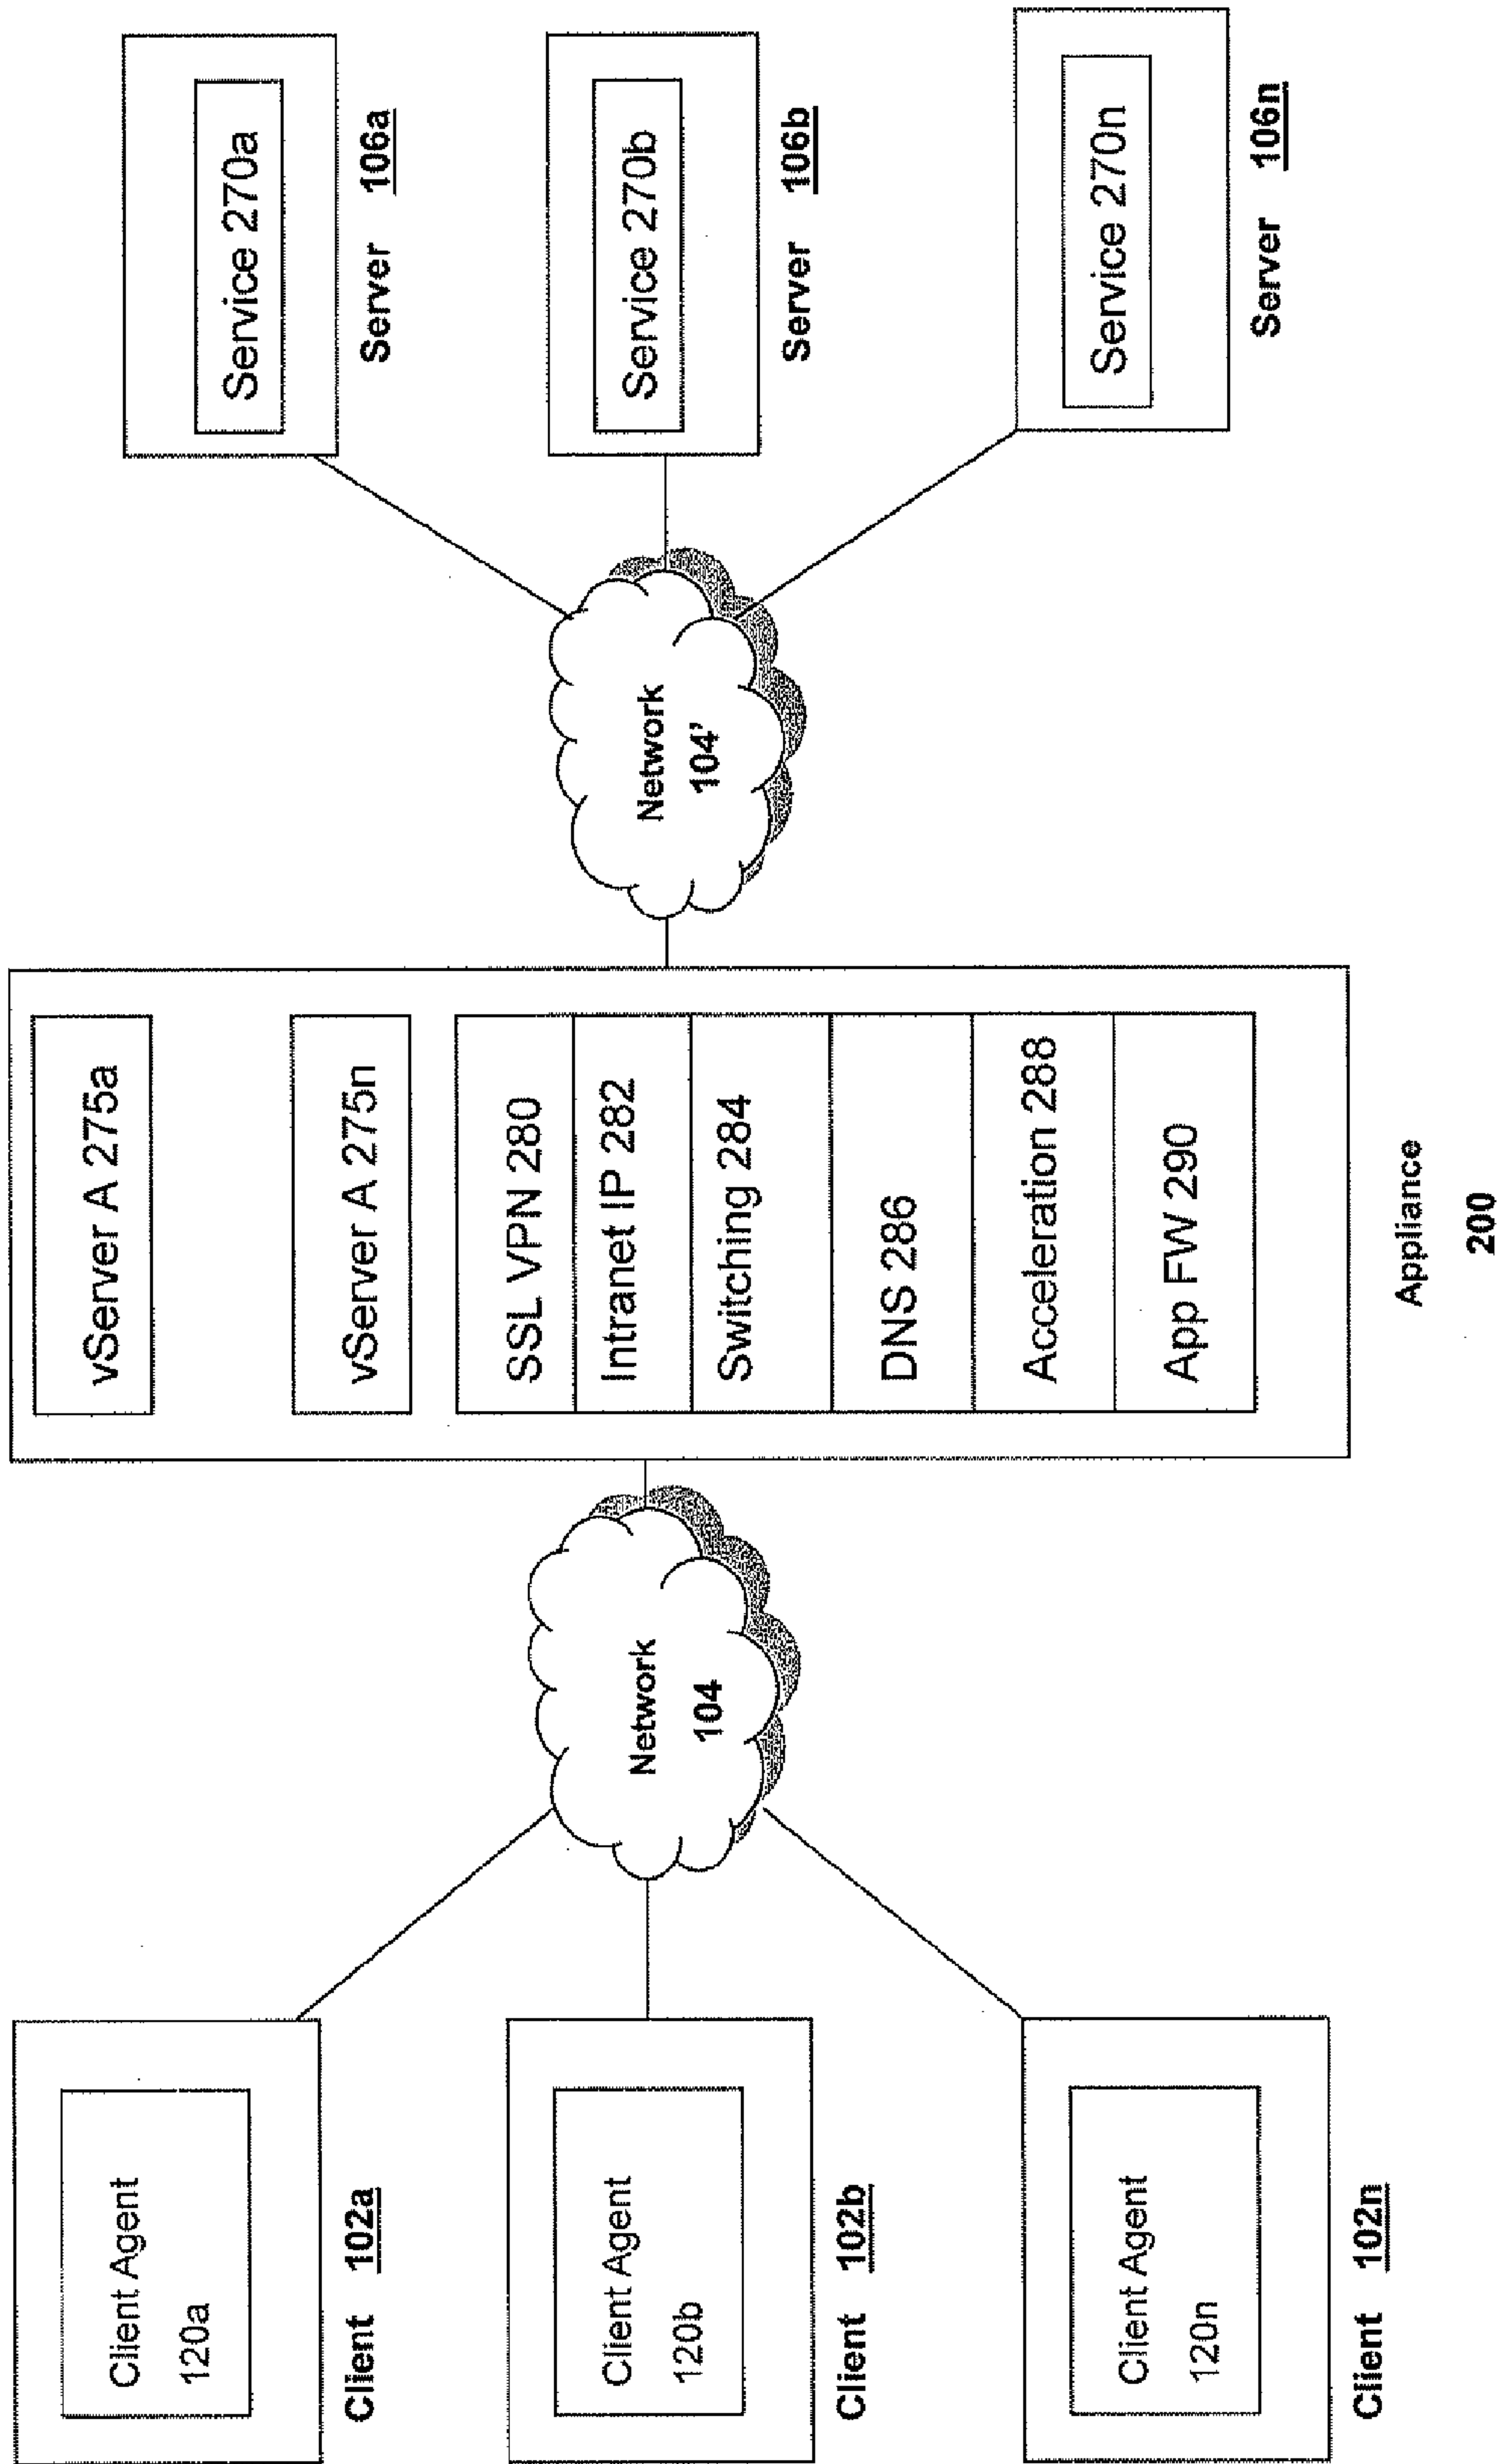 Client Agent
120a
Client 102a
Client Agent
120b
Client 102b
Client Agent
120n
Client 102n
Network
104
vServer A 275a
vServer A 275n
SSL VPN 280
Intranet IP 282
Switching 284
DNS 286
Acceleration 288
App FW 290
Appliance
200
Network
104'
Service 270a
Server 106a
Service 270b
Server 106b
Service 270n
Server 106n